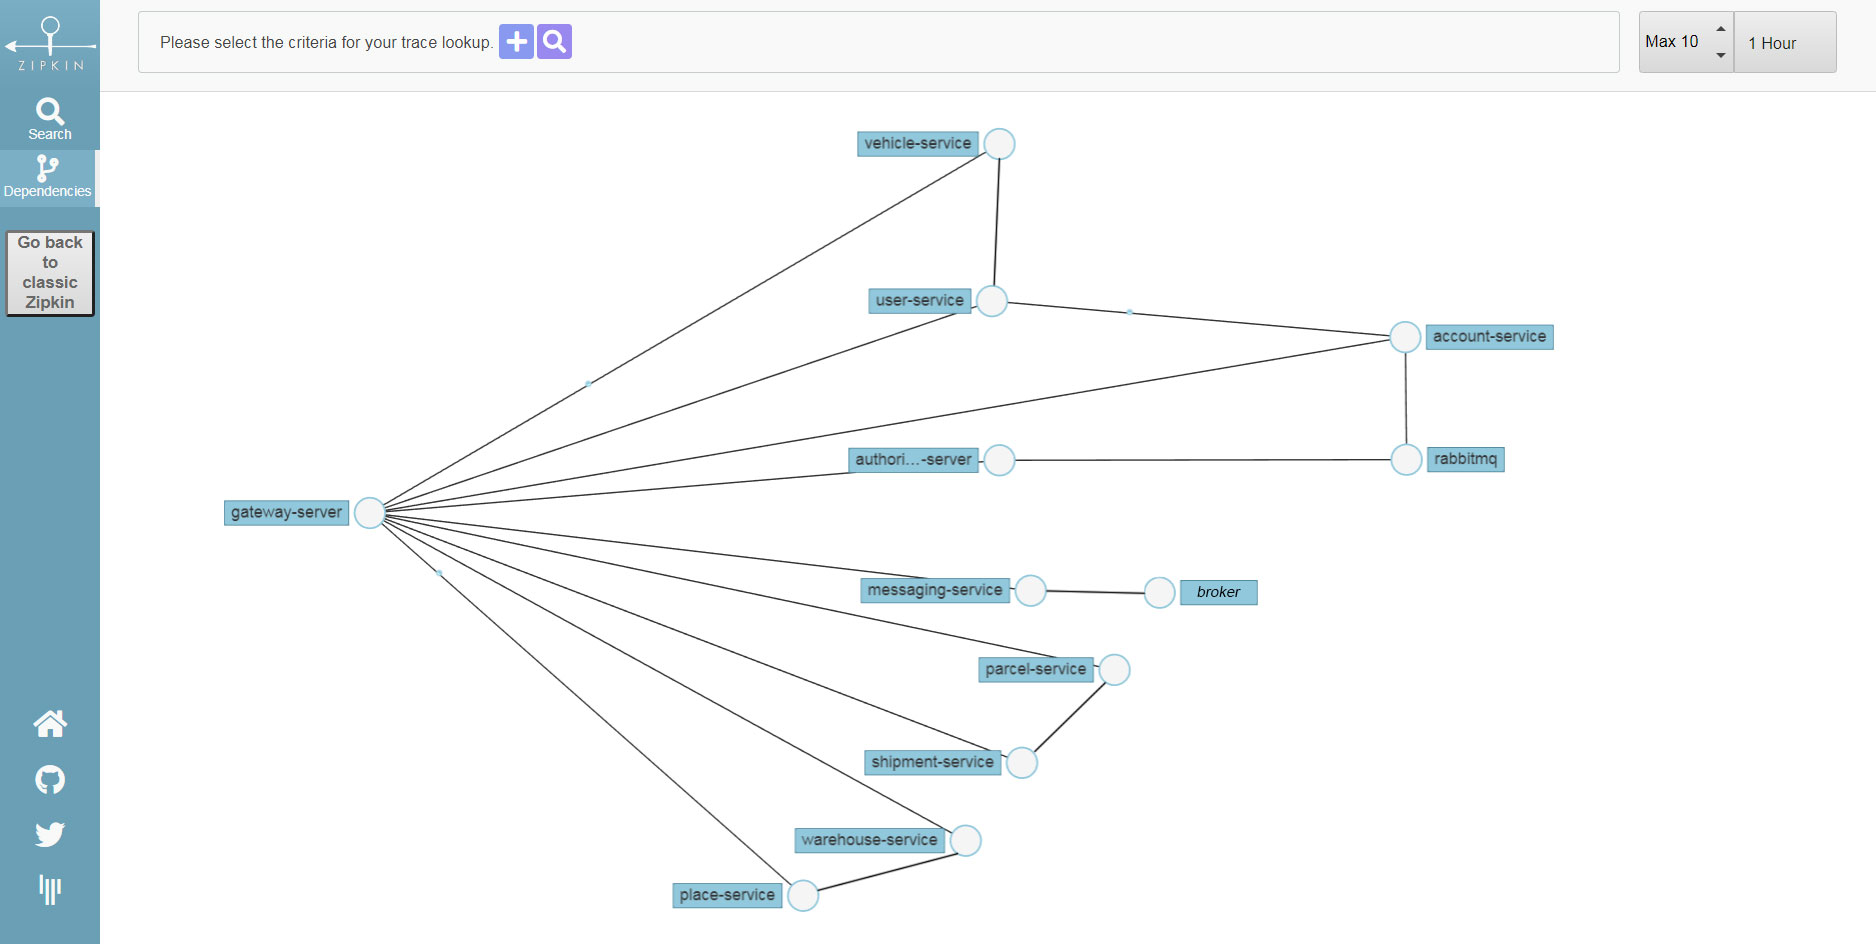 ZIPKIN
Please select the criteria for your trace lookup.
Max 10
1 Hour
Search
Dependencies
Go back
to
classic
Zipkin
vehicle-service
user-service
account-service
authori...-server
rabbitmq
gateway-server
messaging-service
broker
parcel-service
shipment-service
warehouse-service
place-service